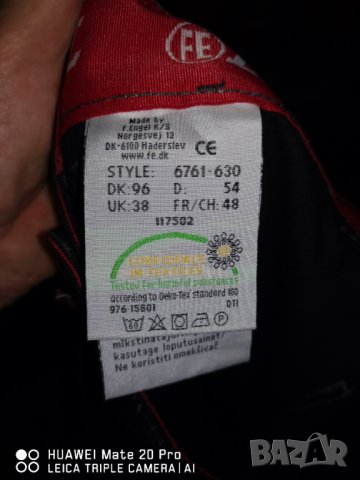 FE
Made by
F.Engel K/S
Norgesvej 12
DK-6100 Haderslev
www.fe.dk CE
STYLE: 6761-630
DK: 96 D: 54
UK: 38 FR/CH: 48
117502
CONFIDENCE
IN TEXTILES
Tested for harmful substances
according to Oeko-Tex standard 100
976 15801 DTI
P
kasutage loputusainet/
Ne koristiti omekšivač
HUAWEI Mate 20 Pro
LEICA TRIPLE CAMERA | AI
bazar